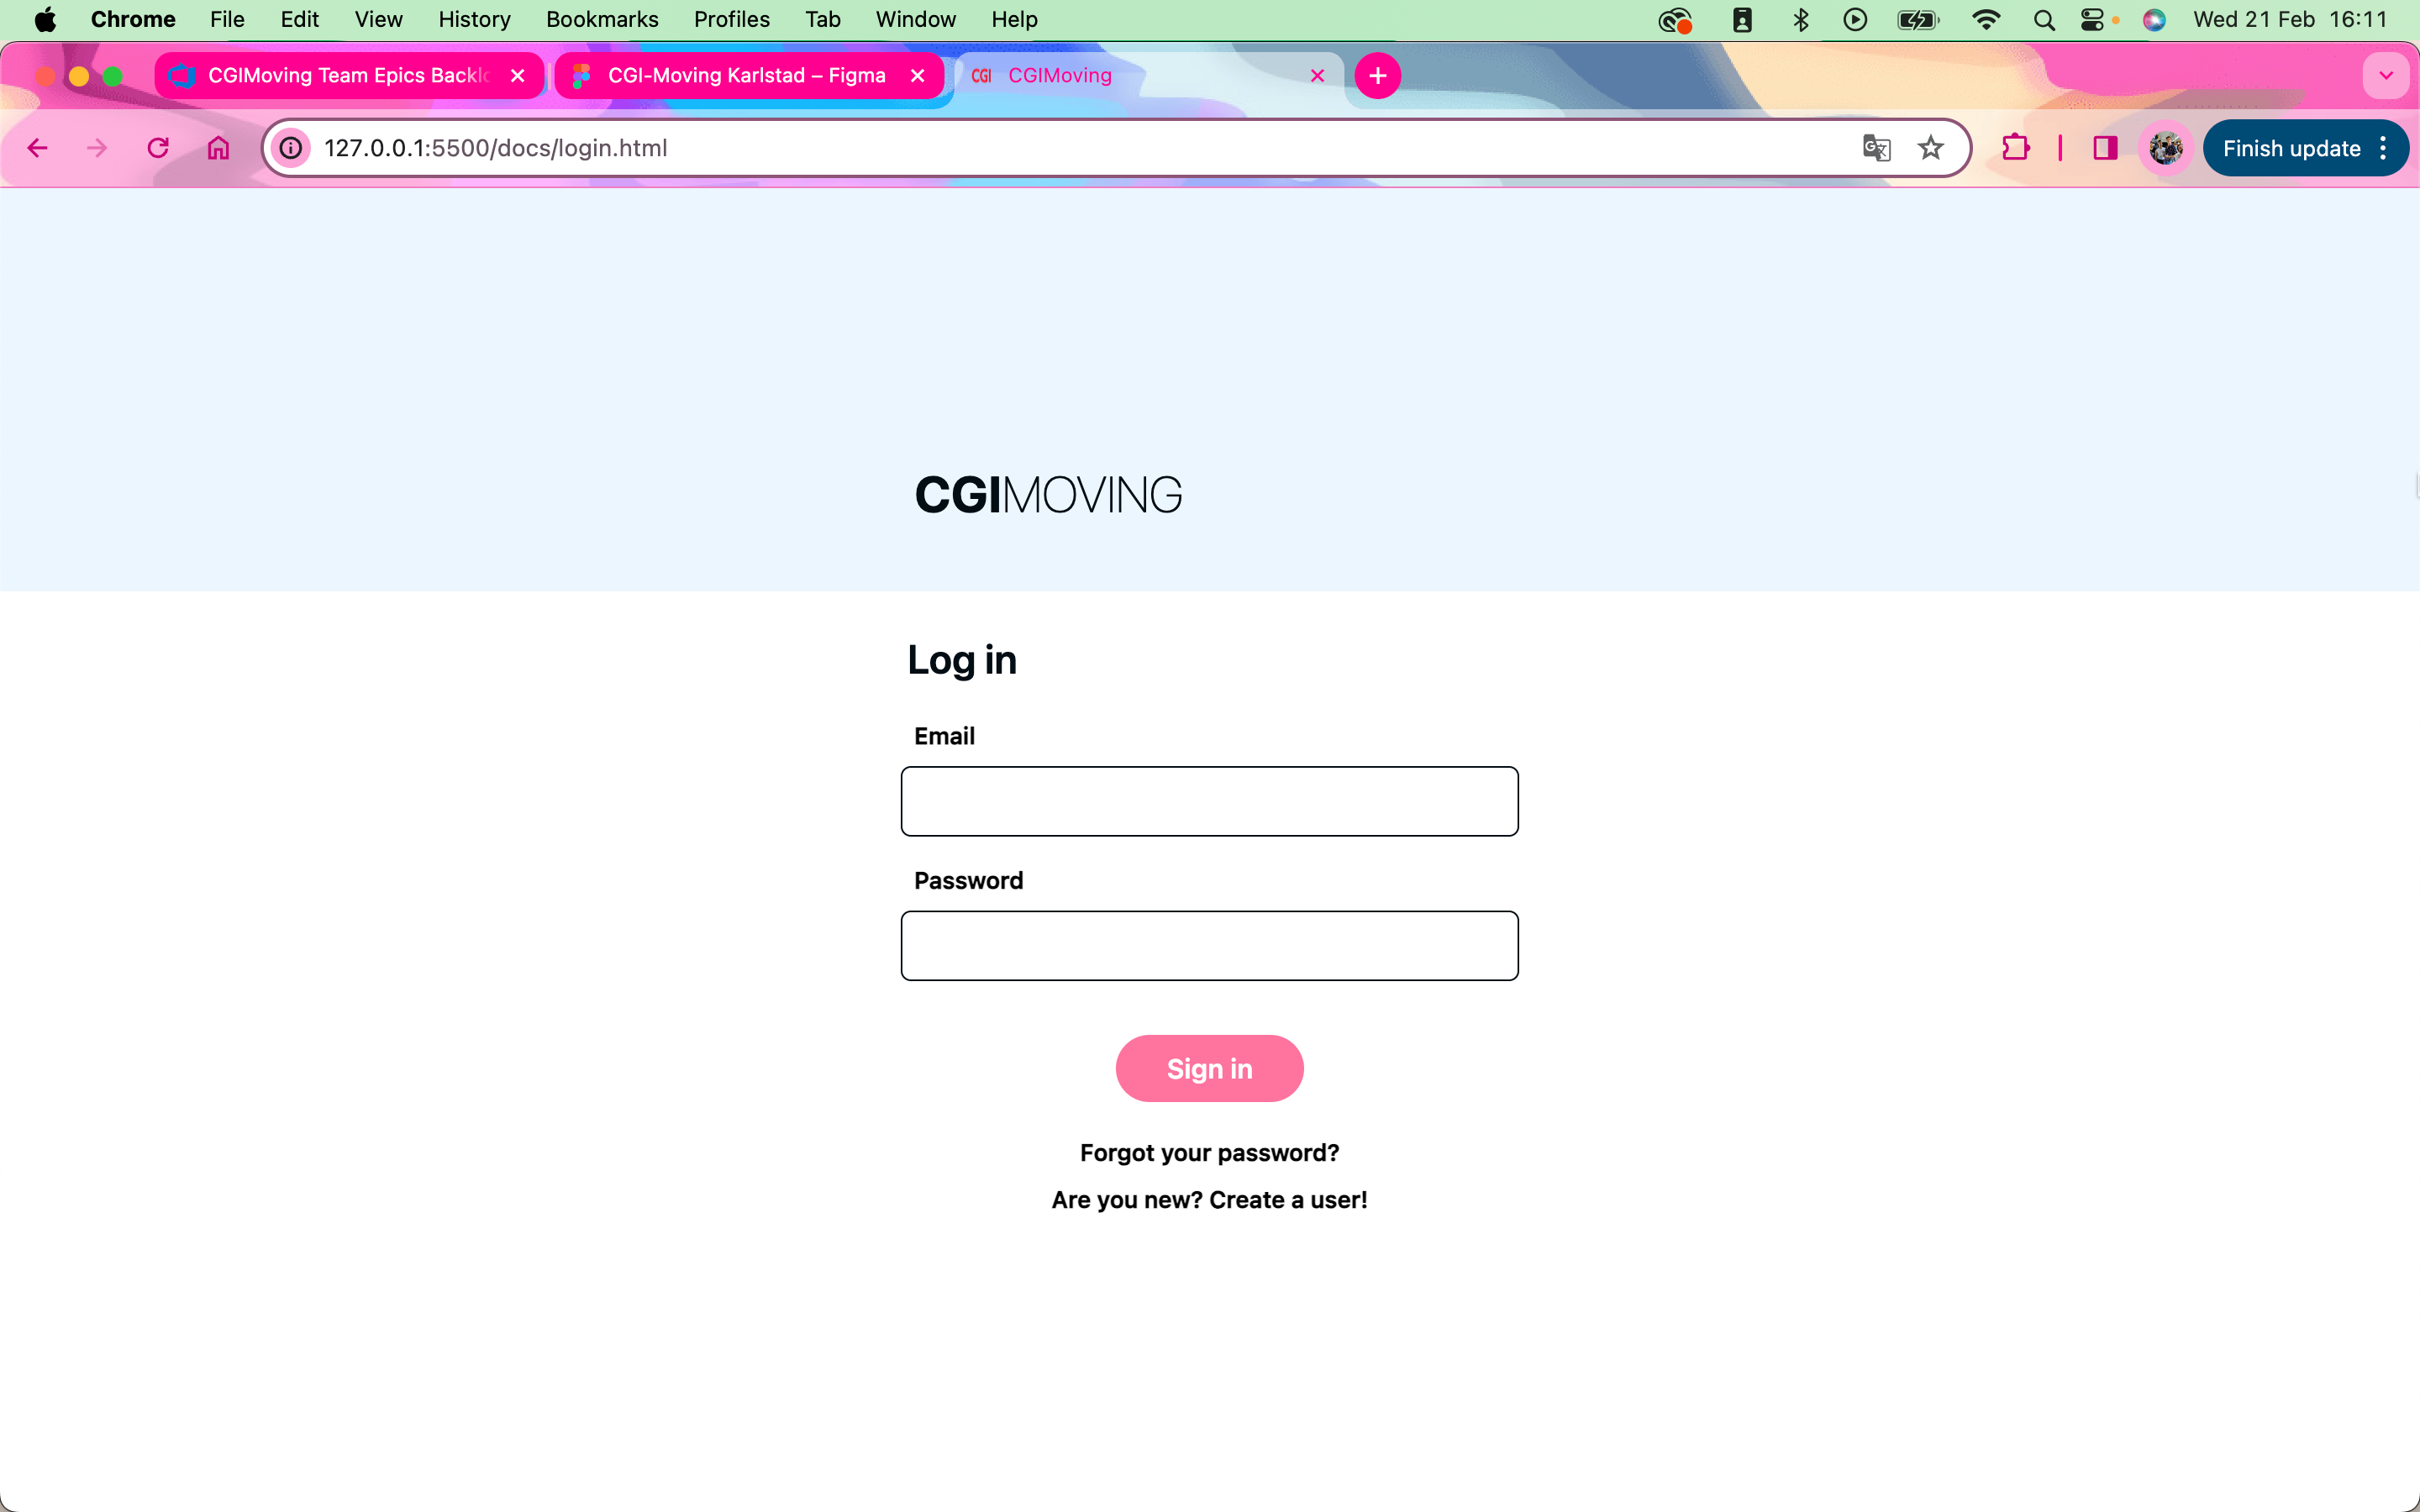 Chrome File Edit View History Bookmarks Profiles Tab Window Help Wed 21 Feb 16:11
CGIMoving Team Epics CGI-Moving Karlstad – Figma CGI CGIMoving
127.0.0.1:5500/docs/login.html Finish update
CGIMOVING
Log in
Email
Password
Sign in
Forgot your password?
Are you new? Create a user!